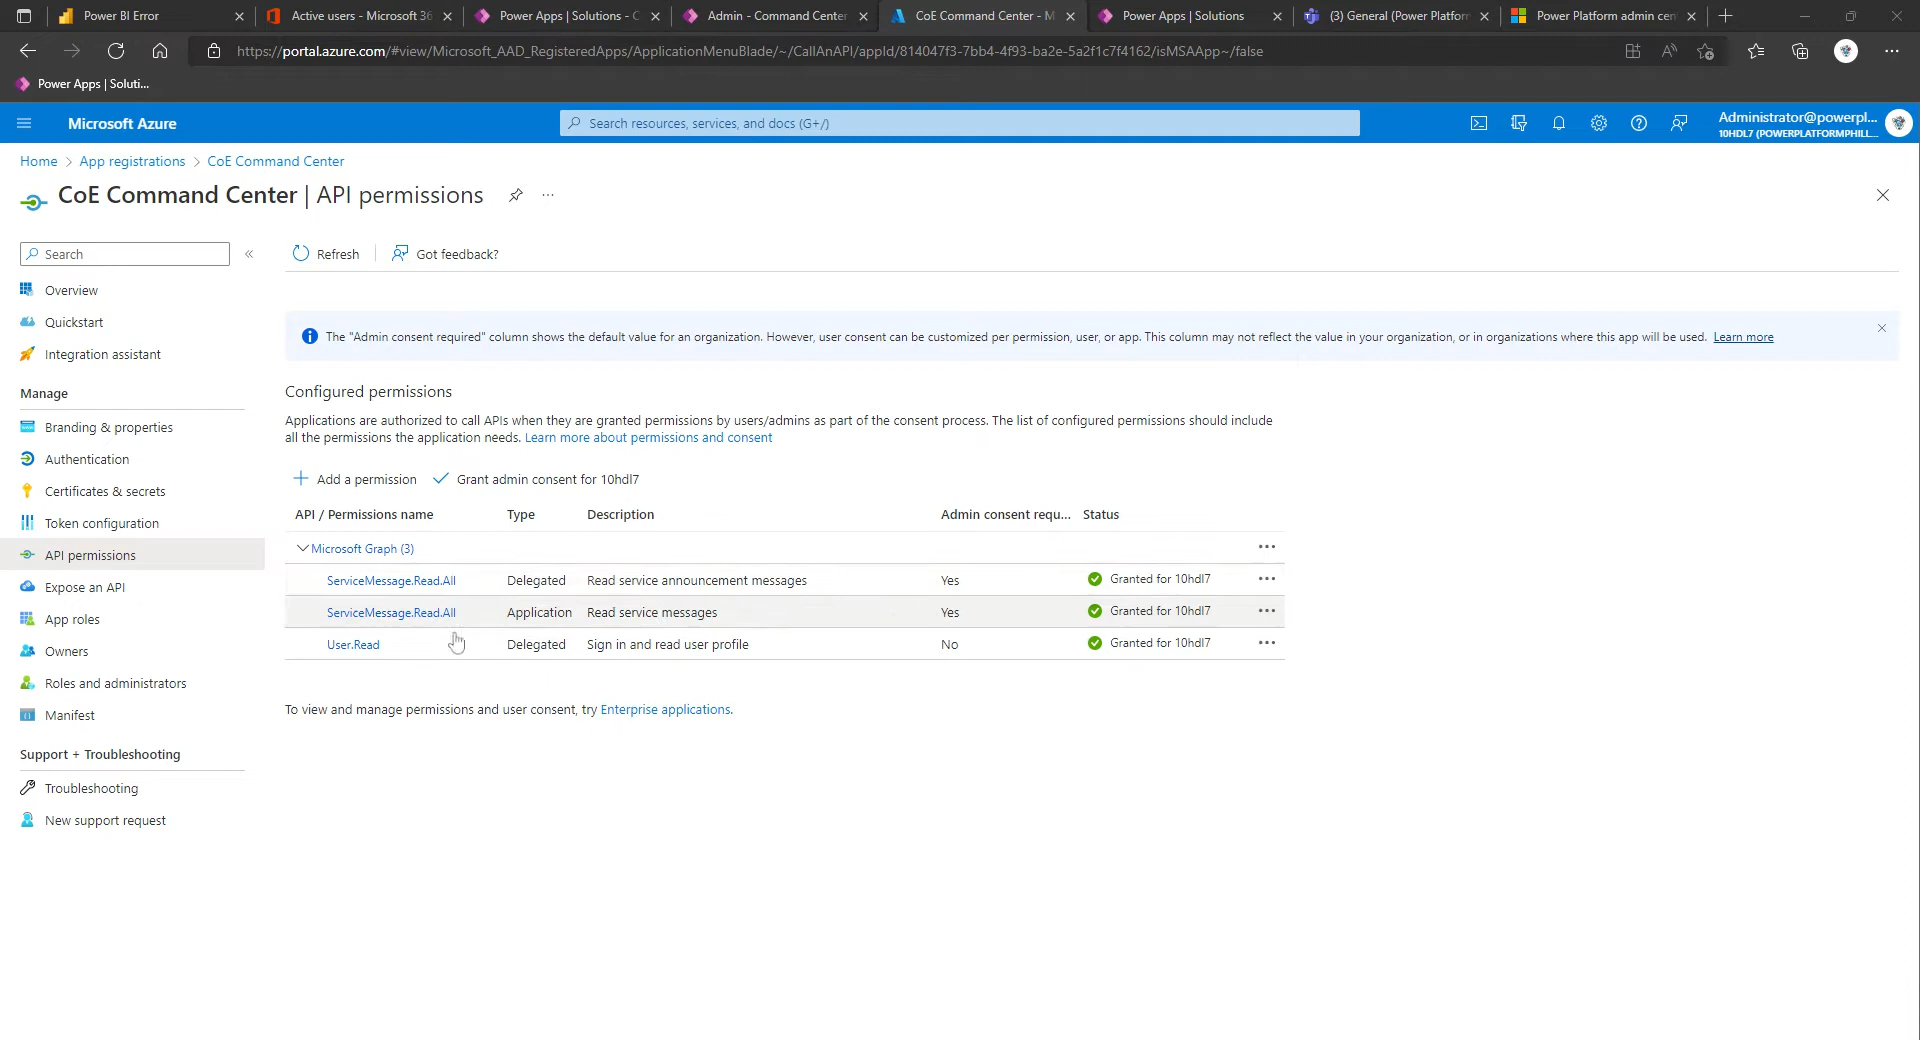 Power BI Error
Active users - Microsoft 36
Power Apps | Solutions - C
Admin - Command Center
CoE Command Center - M
Power Apps | Solutions
(3) General (Power Platform
Power Platform admin cen
https://portal.azure.com/#view/Microsoft_AAD_RegisteredApps/ApplicationMenuBlade/~/CallAnAPI/appId/814047f3-7bb4-4f93-ba2e-5a2f1c7f4162/isMSAApp~/false
Power Apps | Soluti...
Microsoft Azure
Search resources, services, and docs (G+/)
Administrator@powerpl...
10HDL7 (POWERPLATFORMPHILL...
Home > App registrations > CoE Command Center
CoE Command Center | API permissions
Search
Refresh
Got feedback?
Overview
Quickstart
Integration assistant
Manage
Branding & properties
Authentication
Certificates & secrets
Token configuration
API permissions
Expose an API
App roles
Owners
Roles and administrators
Manifest
Support + Troubleshooting
Troubleshooting
New support request
The "Admin consent required" column shows the default value for an organization. However, user consent can be customized per permission, user, or app. This column may not reflect the value in your organization, or in organizations where this app will be used. Learn more
Configured permissions
Applications are authorized to call APIs when they are granted permissions by users/admins as part of the consent process. The list of configured permissions should include
all the permissions the application needs. Learn more about permissions and consent
Add a permission
Grant admin consent for 10hdl7
API / Permissions name Type Description Admin consent requ... Status
Microsoft Graph (3)
ServiceMessage.Read.All Delegated Read service announcement messages Yes Granted for 10hdl7
ServiceMessage.Read.All Application Read service messages Yes Granted for 10hdl7
User.Read Delegated Sign in and read user profile No Granted for 10hdl7
To view and manage permissions and user consent, try Enterprise applications.